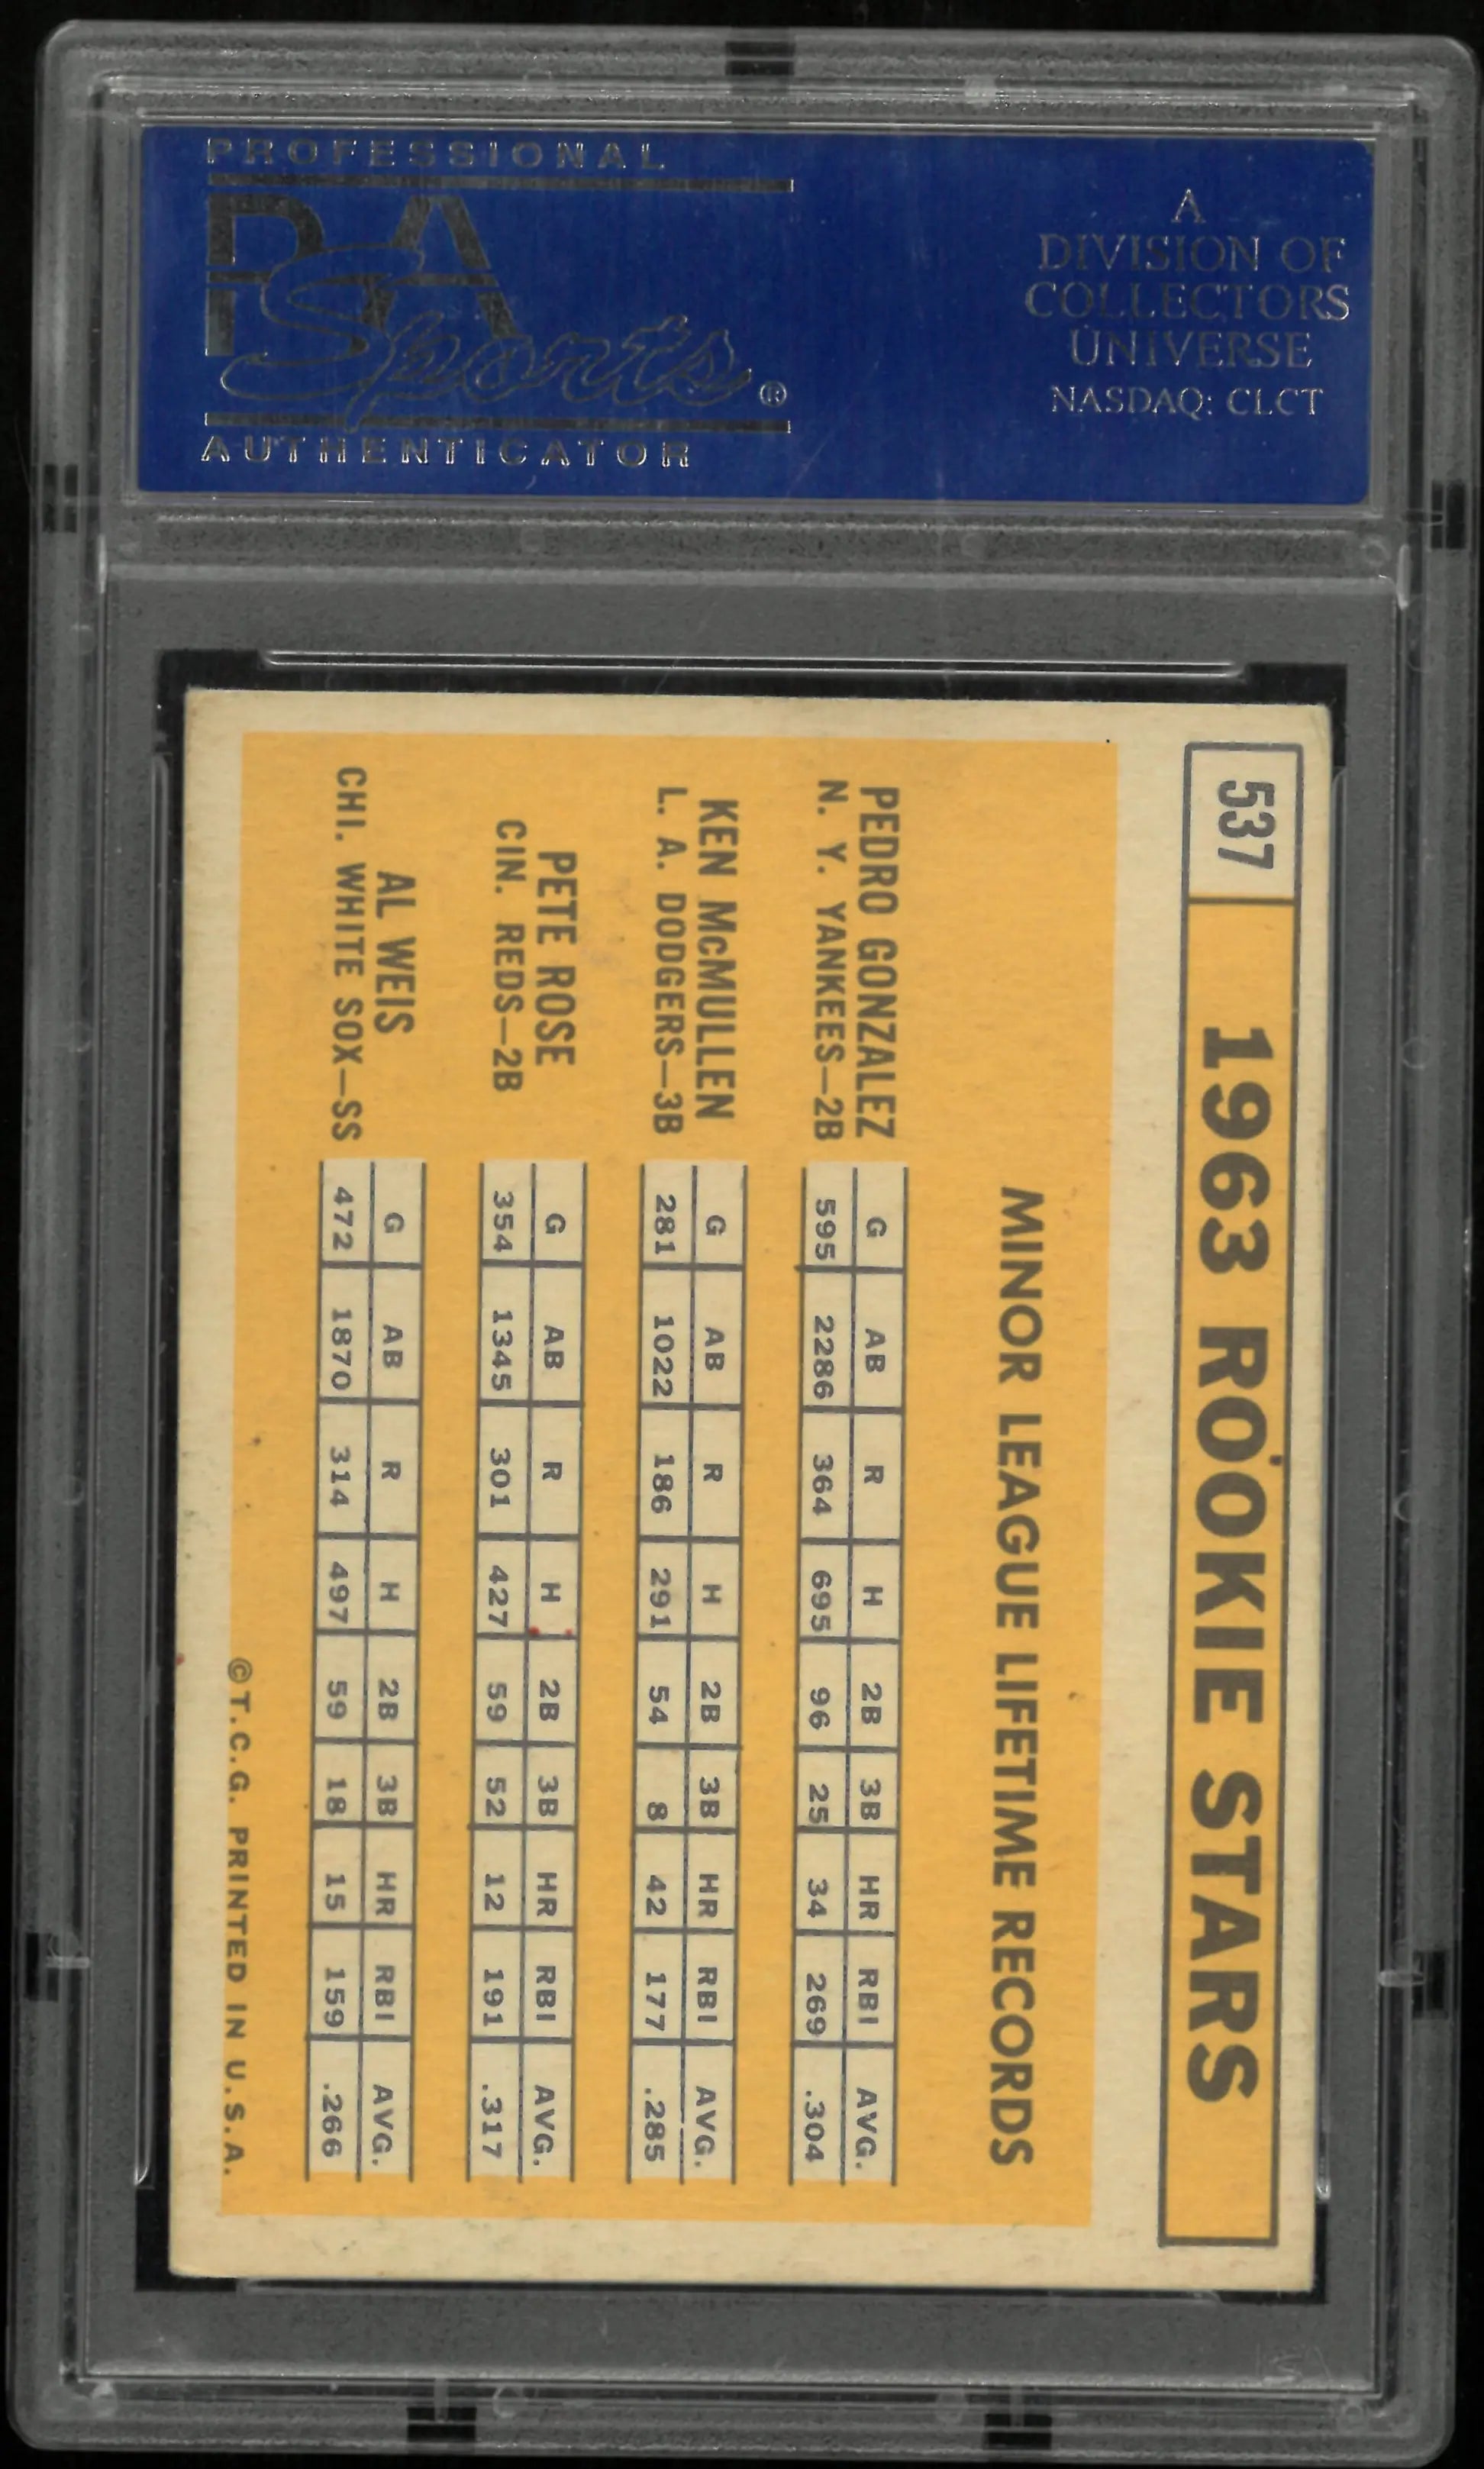 PROFESSIONAL
PSA
Sports®
AUTHENTICATOR
A
DIVISION OF
COLLECTORS
UNIVERSE
NASDAQ: CLCT
537 1963 ROOKIE STARS
MINOR LEAGUE LIFETIME RECORDS
PEDRO GONZALEZ G AB R H 2B 3B HR RBI AVG.
N. Y. YANKEES—2B 595 2286 364 695 96 25 34 269 .304
KEN McMULLEN G AB R H 2B 3B HR RBI AVG.
L. A. DODGERS—3B 281 1022 186 291 54 8 42 177 .285
PETE ROSE G AB R H 2B 3B HR RBI AVG.
CIN. REDS—2B 354 1345 301 427 59 52 12 191 .317
AL WEIS G AB R H 2B 3B HR RBI AVG.
CHI. WHITE SOX—SS 472 1870 314 497 59 18 15 159 .266
©T.C.G. PRINTED IN U.S.A.